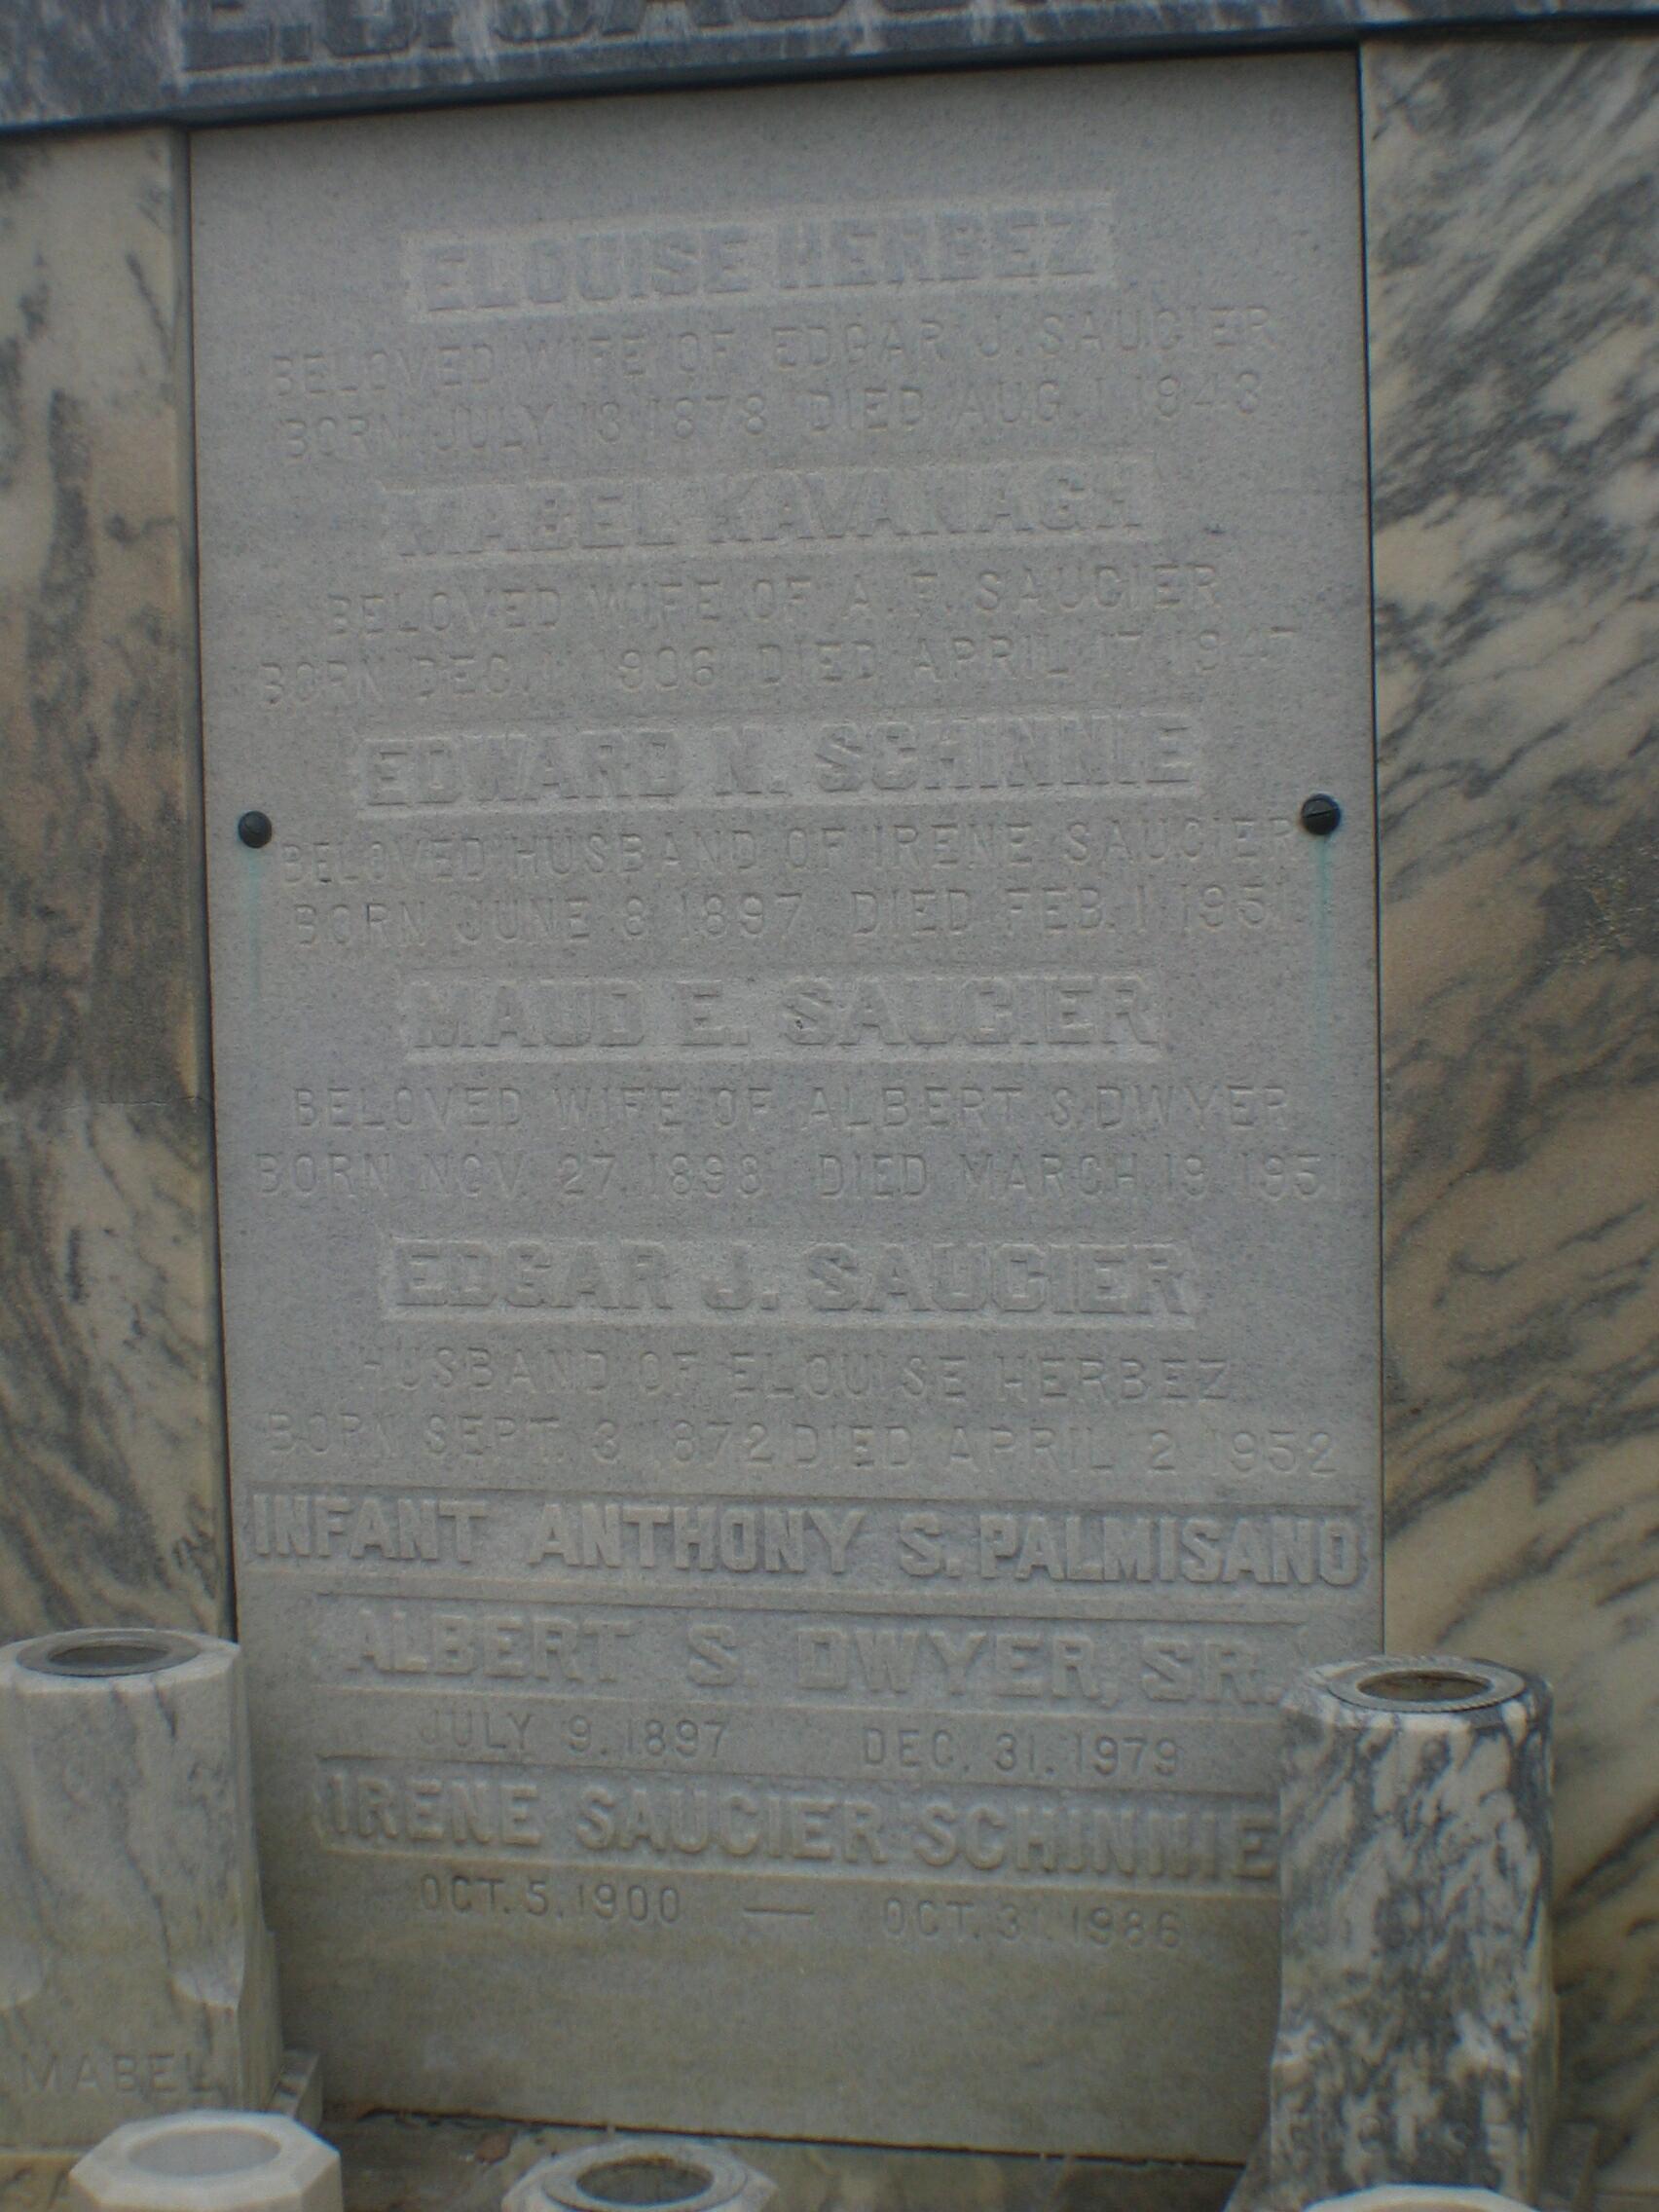 ELOUISE HERBEZ
BELOVED WIFE OF EDGAR J. SAUCIER
BORN JULY 18 1878 DIED AUG. 1 1943
MABEL KAVANAGH
BELOVED WIFE OF A. F. SAUCIER
BORN DEC. 1906 DIED APRIL 17 1947
EDWARD N. SCHINNIE
BELOVED HUSBAND OF IRENE SAUCIER
BORN JUNE 8 1897 DIED FEB. 1 1951
MAUD E. SAUCIER
BELOVED WIFE OF ALBERT S. DWYER
BORN NOV. 27. 1898 DIED MARCH 19 1951
EDGAR J. SAUCIER
HUSBAND OF ELOUISE HERBEZ
BORN SEPT. 3 1872 DIED APRIL 2 1952
INFANT ANTHONY S. PALMISANO
ALBERT S. DWYER, SR.
JULY 9. 1897 DEC. 31. 1979
IRENE SAUCIER SCHINNIE
OCT. 5. 1900 — OCT. 31. 1986
MABEL